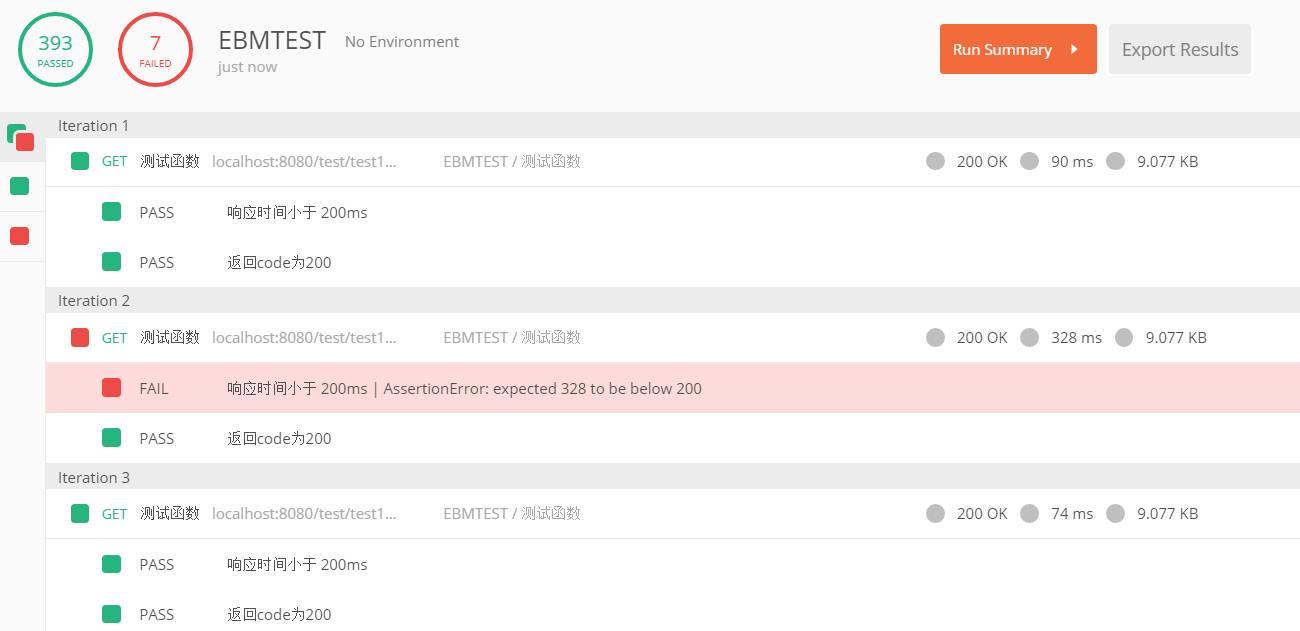 393
PASSED
7
FAILED
EBMTEST No Environment
just now
Run Summary
Export Results
Iteration 1
GET 测试函数 localhost:8080/test/test1... EBMTEST / 测试函数 200 OK 90 ms 9.077 KB
PASS 响应时间小于 200ms
PASS 返回code为200
Iteration 2
GET 测试函数 localhost:8080/test/test1... EBMTEST / 测试函数 200 OK 328 ms 9.077 KB
FAIL 响应时间小于 200ms | AssertionError: expected 328 to be below 200
PASS 返回code为200
Iteration 3
GET 测试函数 localhost:8080/test/test1... EBMTEST / 测试函数 200 OK 74 ms 9.077 KB
PASS 响应时间小于 200ms
PASS 返回code为200